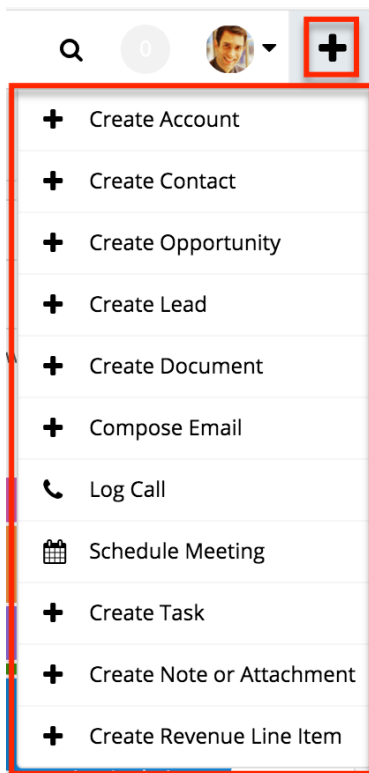 0
Create Account
Create Contact
Create Opportunity
Create Lead
Create Document
Compose Email
Log Call
Schedule Meeting
Create Task
Create Note or Attachment
Create Revenue Line Item